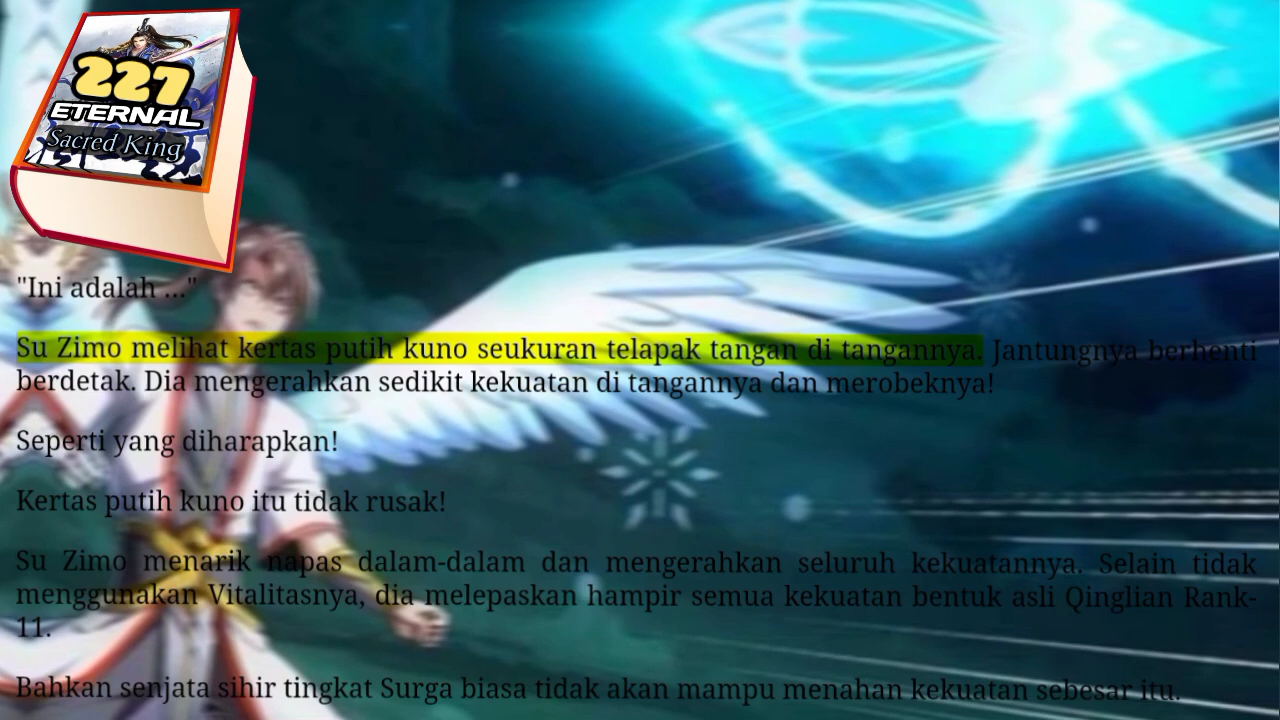 227
ETERNAL
Sacred King
"Ini adalah ..."
Su Zimo melihat kertas putih kuno seukuran telapak tangan di tangannya. Jantungnya berhenti
berdetak. Dia mengerahkan sedikit kekuatan di tangannya dan merobeknya!
Seperti yang diharapkan!
Kertas putih kuno itu tidak rusak!
Su Zimo menarik napas dalam-dalam dan mengerahkan seluruh kekuatannya. Selain tidak
menggunakan Vitalitasnya, dia melepaskan hampir semua kekuatan bentuk asli Qinglian Rank-
11.
Bahkan senjata sihir tingkat Surga biasa tidak akan mampu menahan kekuatan sebesar itu.